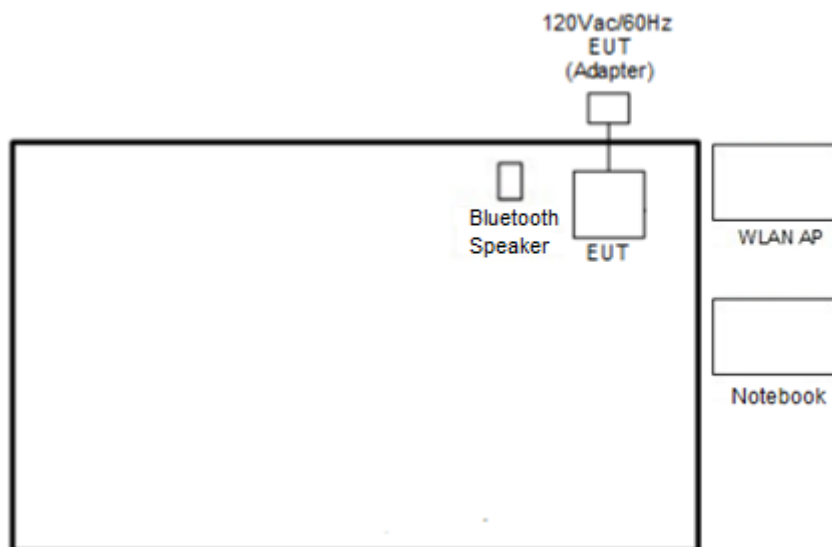 120Vac/60Hz
EUT
(Adapter)
Bluetooth
Speaker
EUT
WLAN AP
Notebook